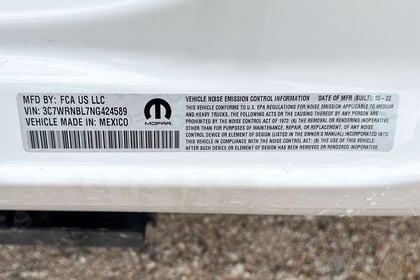 MFD BY: FCA US LLC
VIN: 3C7WRNBL7NG424589
VEHICLE MADE IN: MEXICO
MOPAR
VEHICLE NOISE EMISSION CONTROL INFORMATION DATE OF MFR (BUILT): 10-22
THIS VEHICLE CONFORMS TO U.S. EPA REGULATIONS FOR NOISE EMISSION APPLICABLE TO MEDIUM
AND HEAVY TRUCKS. THE FOLLOWING ACTS OR CAUSING THEREOF BY ANY PERSON ARE
PROHIBITED BY THE NOISE CONTROL ACT OF 1972: (A) THE REMOVAL OR RENDERING INOPERATIVE,
OTHER THAN FOR PURPOSES OF MAINTENANCE, REPAIR, OR REPLACEMENT, OF ANY NOISE CONTROL
DEVICE OR ELEMENT OF DESIGN (LISTED IN THE OWNER'S MANUAL) INCORPORATED INTO THIS
VEHICLE IN COMPLIANCE WITH THE NOISE CONTROL ACT; (B) THE USE OF THIS VEHICLE AFTER SUCH
DEVICE OR ELEMENT OF DESIGN HAS BEEN REMOVED OR RENDERED INOPERATIVE.